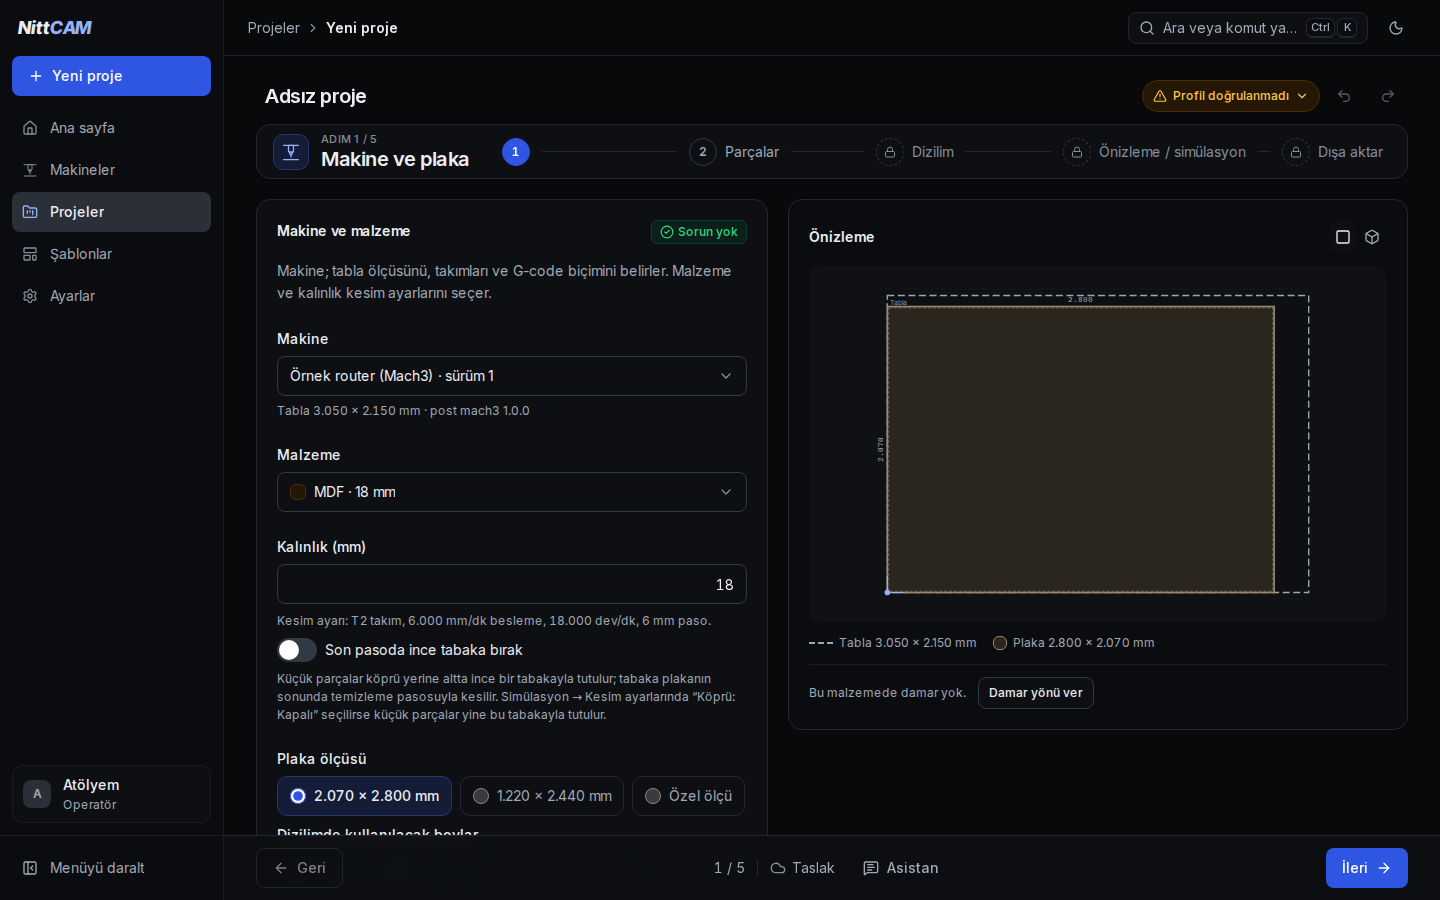 NittCAM
Yeni proje
Ana sayfa
Makineler
Projeler
Şablonlar
Ayarlar
A
Atölyem
Operatör
Menüyü daralt
Projeler > Yeni proje
Ara veya komut ya... Ctrl K
Adsız proje
Profil doğrulanmadı
ADIM 1 / 5
Makine ve plaka
1
2 Parçalar
Dizilim
Önizleme / simülasyon
Dışa aktar
Makine ve malzeme
Sorun yok
Makine; tabla ölçüsünü, takımları ve G-code biçimini belirler. Malzeme
ve kalınlık kesim ayarlarını seçer.
Makine
Örnek router (Mach3) · sürüm 1
Tabla 3.050 × 2.150 mm · post mach3 1.0.0
Malzeme
MDF · 18 mm
Kalınlık (mm)
18
Kesim ayarı: T2 takım, 6.000 mm/dk besleme, 18.000 dev/dk, 6 mm paso.
Son pasoda ince tabaka bırak
Küçük parçalar köprü yerine altta ince bir tabakayla tutulur; tabaka plakanın
sonunda temizleme pasosuyla kesilir. Simülasyon → Kesim ayarlarında “Köprü:
Kapalı” seçilirse küçük parçalar yine bu tabakayla tutulur.
Plaka ölçüsü
2.070 × 2.800 mm
1.220 × 2.440 mm
Özel ölçü
Dizilimde kullanılacak boylar
Önizleme
2.800
Tabla
2.070
Tabla 3.050 × 2.150 mm
Plaka 2.800 × 2.070 mm
Bu malzemede damar yok.
Damar yönü ver
Geri
1 / 5
Taslak
Asistan
İleri